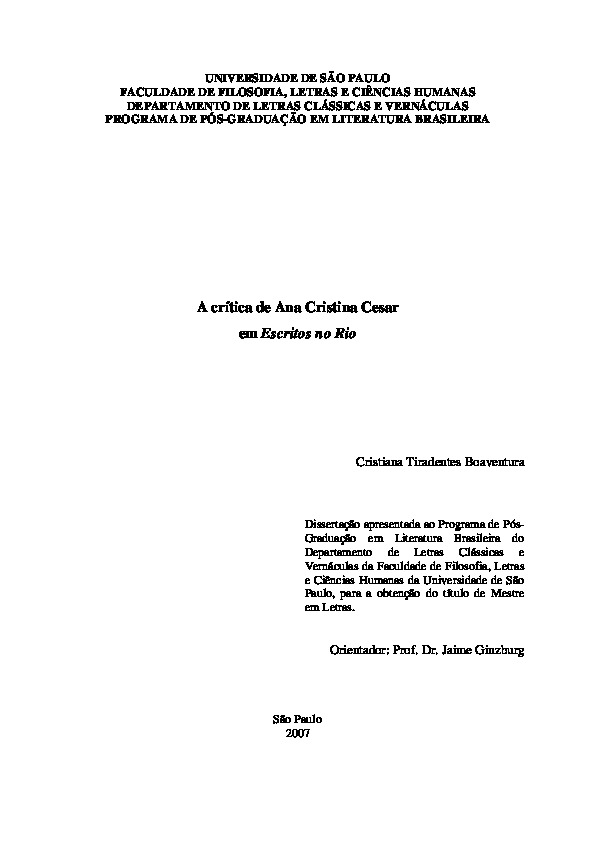 UNIVERSIDADE DE SÃO PAULO
FACULDADE DE FILOSOFIA, LETRAS E CIÊNCIAS HUMANAS
DEPARTAMENTO DE LETRAS CLÁSSICAS E VERNÁCULAS
PROGRAMA DE PÓS-GRADUAÇÃO EM LITERATURA BRASILEIRA
A crítica de Ana Cristina Cesar
em Escritos no Rio
Cristiana Tiradentes Boaventura
Dissertação apresentada ao Programa de Pós-
Graduação em Literatura Brasileira do
Departamento de Letras Clássicas e
Vernáculas da Faculdade de Filosofia, Letras
e Ciências Humanas da Universidade de São
Paulo, para a obtenção do título de Mestre
em Letras.
Orientador: Prof. Dr. Jaime Ginzburg
São Paulo
2007